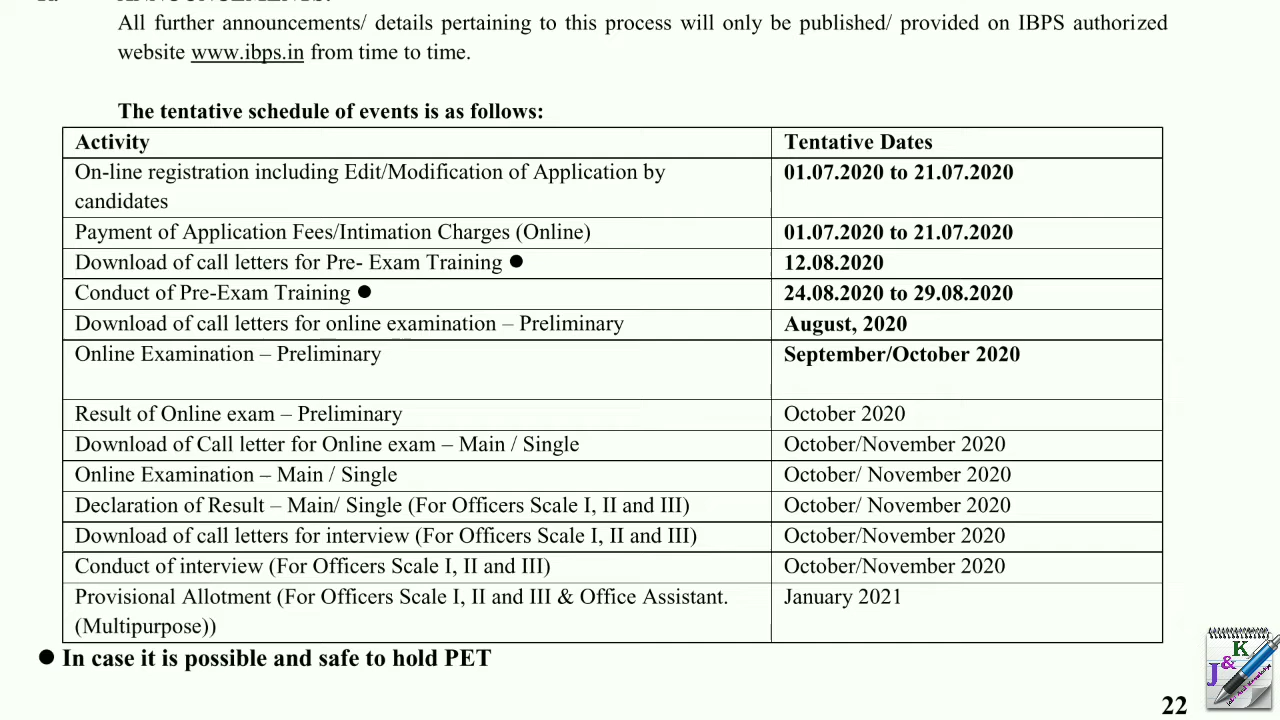 All further announcements/ details pertaining to this process will only be published/ provided on IBPS authorized
website www.ibps.in from time to time.
The tentative schedule of events is as follows:
Activity Tentative Dates
On-line registration including Edit/Modification of Application by 01.07.2020 to 21.07.2020
candidates
Payment of Application Fees/Intimation Charges (Online) 01.07.2020 to 21.07.2020
Download of call letters for Pre- Exam Training ● 12.08.2020
Conduct of Pre-Exam Training ● 24.08.2020 to 29.08.2020
Download of call letters for online examination – Preliminary August, 2020
Online Examination – Preliminary September/October 2020
Result of Online exam – Preliminary October 2020
Download of Call letter for Online exam – Main / Single October/November 2020
Online Examination – Main / Single October/ November 2020
Declaration of Result – Main/ Single (For Officers Scale I, II and III) October/ November 2020
Download of call letters for interview (For Officers Scale I, II and III) October/November 2020
Conduct of interview (For Officers Scale I, II and III) October/November 2020
Provisional Allotment (For Officers Scale I, II and III & Office Assistant. January 2021
(Multipurpose))
● In case it is possible and safe to hold PET
J&K
22